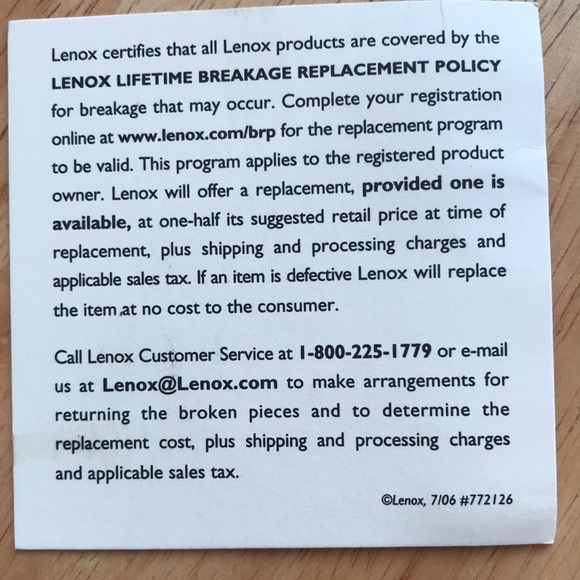 Lenox certifies that all Lenox products are covered by the
LENOX LIFETIME BREAKAGE REPLACEMENT POLICY
for breakage that may occur. Complete your registration
online at www.lenox.com/brp for the replacement program
to be valid. This program applies to the registered product
owner. Lenox will offer a replacement, provided one is
available, at one-half its suggested retail price at time of
replacement, plus shipping and processing charges and
applicable sales tax. If an item is defective Lenox will replace
the item at no cost to the consumer.
Call Lenox Customer Service at 1-800-225-1779 or e-mail
us at Lenox@Lenox.com to make arrangements for
returning the broken pieces and to determine the
replacement cost, plus shipping and processing charges
and applicable sales tax.
©Lenox, 7/06 #772126